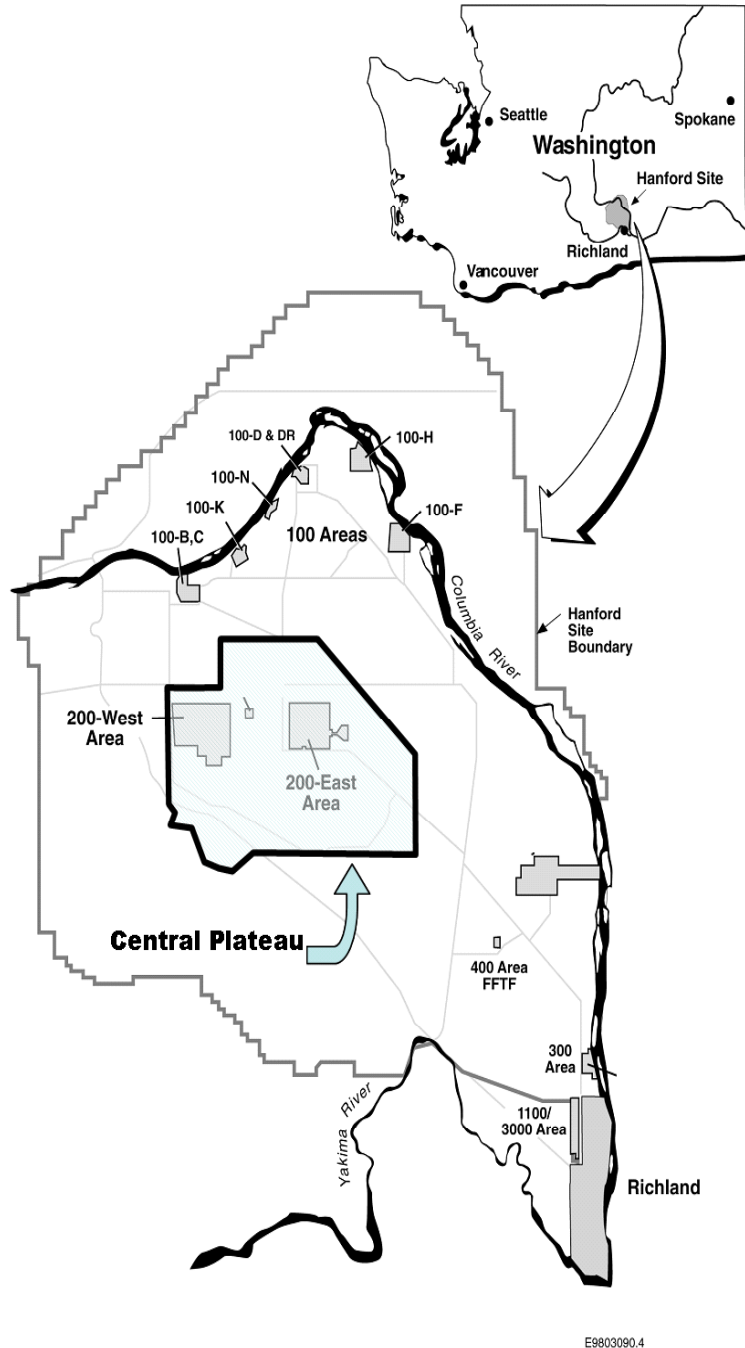 Seattle
Spokane
Washington
Hanford Site
Richland
Vancouver
100-D & DR
100-H
100-N
100-F
100-K
100 Areas
100-B,C
Columbia River
Hanford
Site
Boundary
200-West
Area
200-East
Area
Central Plateau
400 Area
FFTF
300
Area
Yakima River
1100/
3000 Area
Richland
E9803090.4